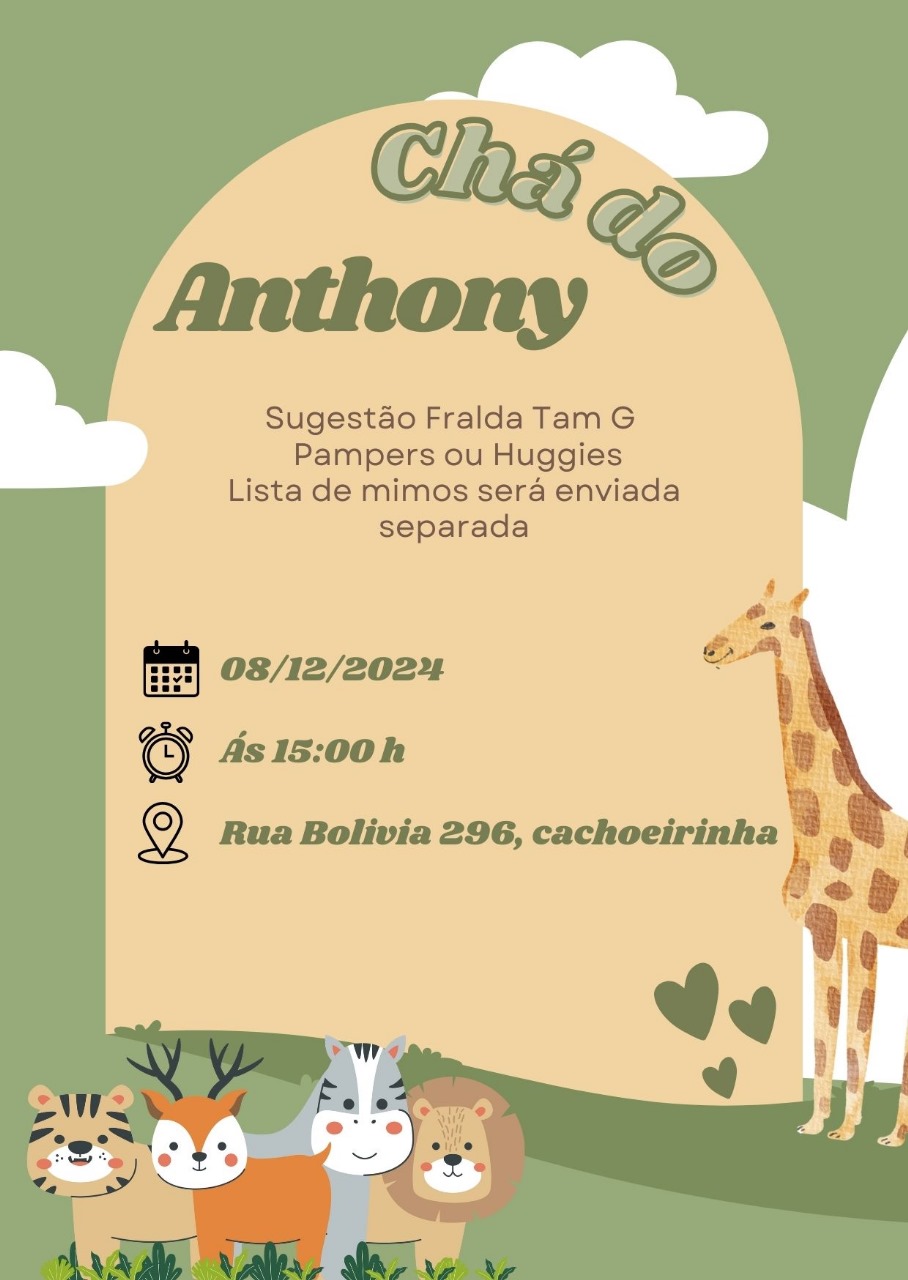 Chá do
Anthony
Sugestão Fralda Tam G
Pampers ou Huggies
Lista de mimos será enviada
separada
08/12/2024
Ás 15:00 h
Rua Bolivia 296, cachoeirinha